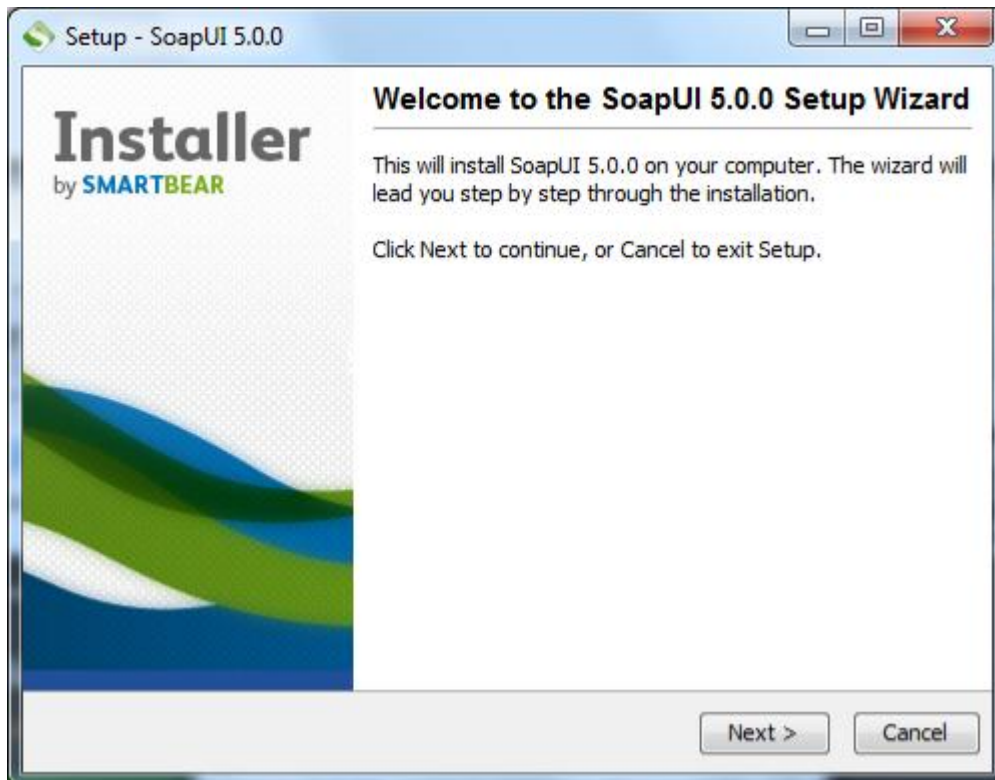 Setup - SoapUI 5.0.0
Installer
by SMARTBEAR
Welcome to the SoapUI 5.0.0 Setup Wizard
This will install SoapUI 5.0.0 on your computer. The wizard will
lead you step by step through the installation.
Click Next to continue, or Cancel to exit Setup.
Next >
Cancel